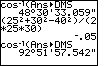 cos⁻¹(Ans▶DMS
48°30'33.059"
(25²+30²-40²)/(2
*25*30)
-.05
cos⁻¹(Ans▶DMS
92°51'57.542"